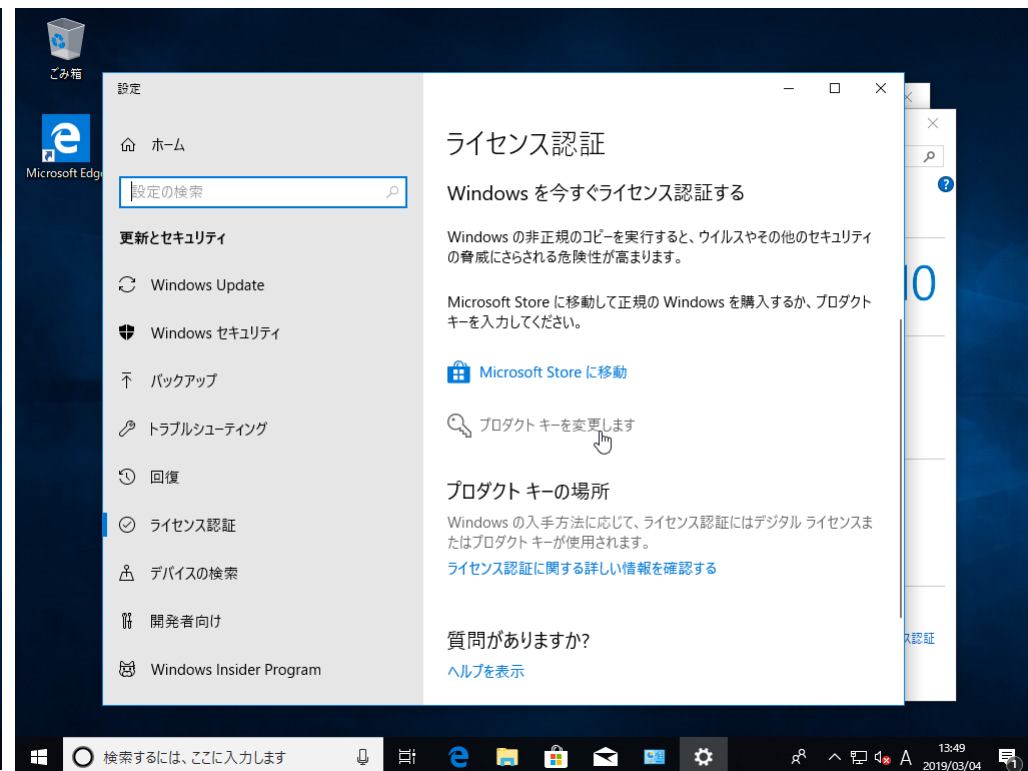 ごみ箱
Microsoft Edge
設定
ホーム
設定の検索
更新とセキュリティ
Windows Update
Windows セキュリティ
バックアップ
トラブルシューティング
回復
ライセンス認証
デバイスの検索
開発者向け
Windows Insider Program
ライセンス認証
Windows を今すぐライセンス認証する
Windows の非正規のコピーを実行すると、ウイルスやその他のセキュリティ
の脅威にさらされる危険性が高まります。
Microsoft Store に移動して正規の Windows を購入するか、プロダクト
キーを入力してください。
Microsoft Store に移動
プロダクト キーを変更します
プロダクト キーの場所
Windows の入手方法に応じて、ライセンス認証にはデジタル ライセンスま
たはプロダクト キーが使用されます。
ライセンス認証に関する詳しい情報を確認する
質問がありますか?
ヘルプを表示
10
ス認証
検索するには、ここに入力します
A
13:49
2019/03/04
1